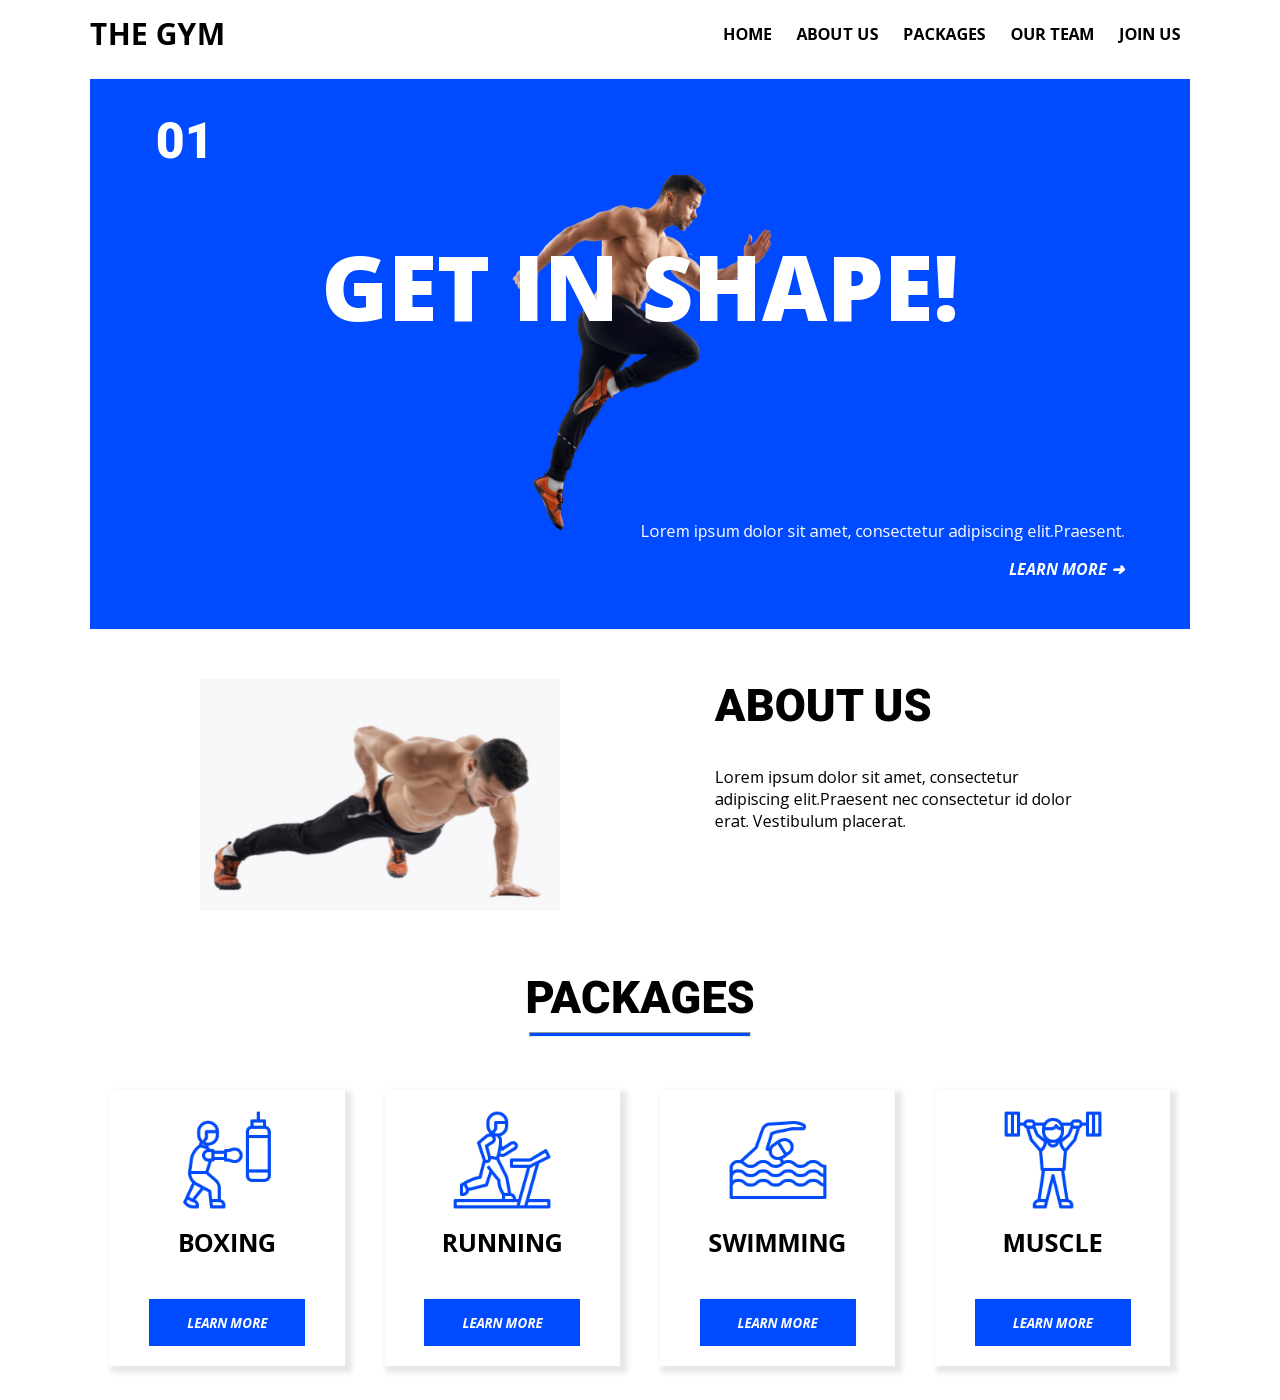 THE GYM
HOME ABOUT US PACKAGES OUR TEAM JOIN US
01
GET IN SHAPE!
Lorem ipsum dolor sit amet, consectetur adipiscing elit.Praesent.
LEARN MORE ➜
ABOUT US
Lorem ipsum dolor sit amet, consectetur
adipiscing elit.Praesent nec consectetur id dolor
erat. Vestibulum placerat.
PACKAGES
BOXING
LEARN MORE
RUNNING
LEARN MORE
SWIMMING
LEARN MORE
MUSCLE
LEARN MORE